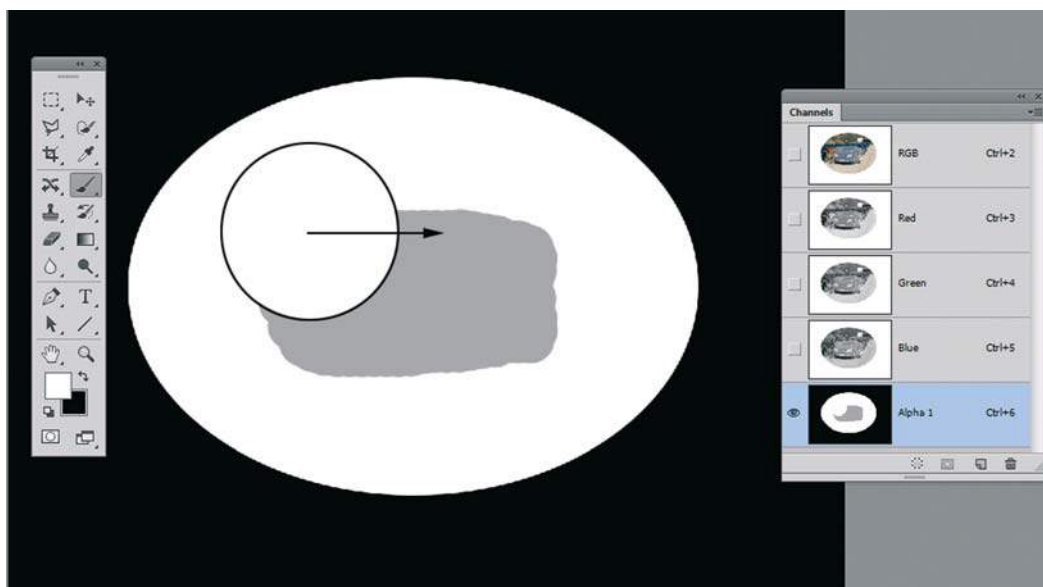 Channels
RGB Ctrl+2
Red Ctrl+3
Green Ctrl+4
Blue Ctrl+5
Alpha 1 Ctrl+6
T